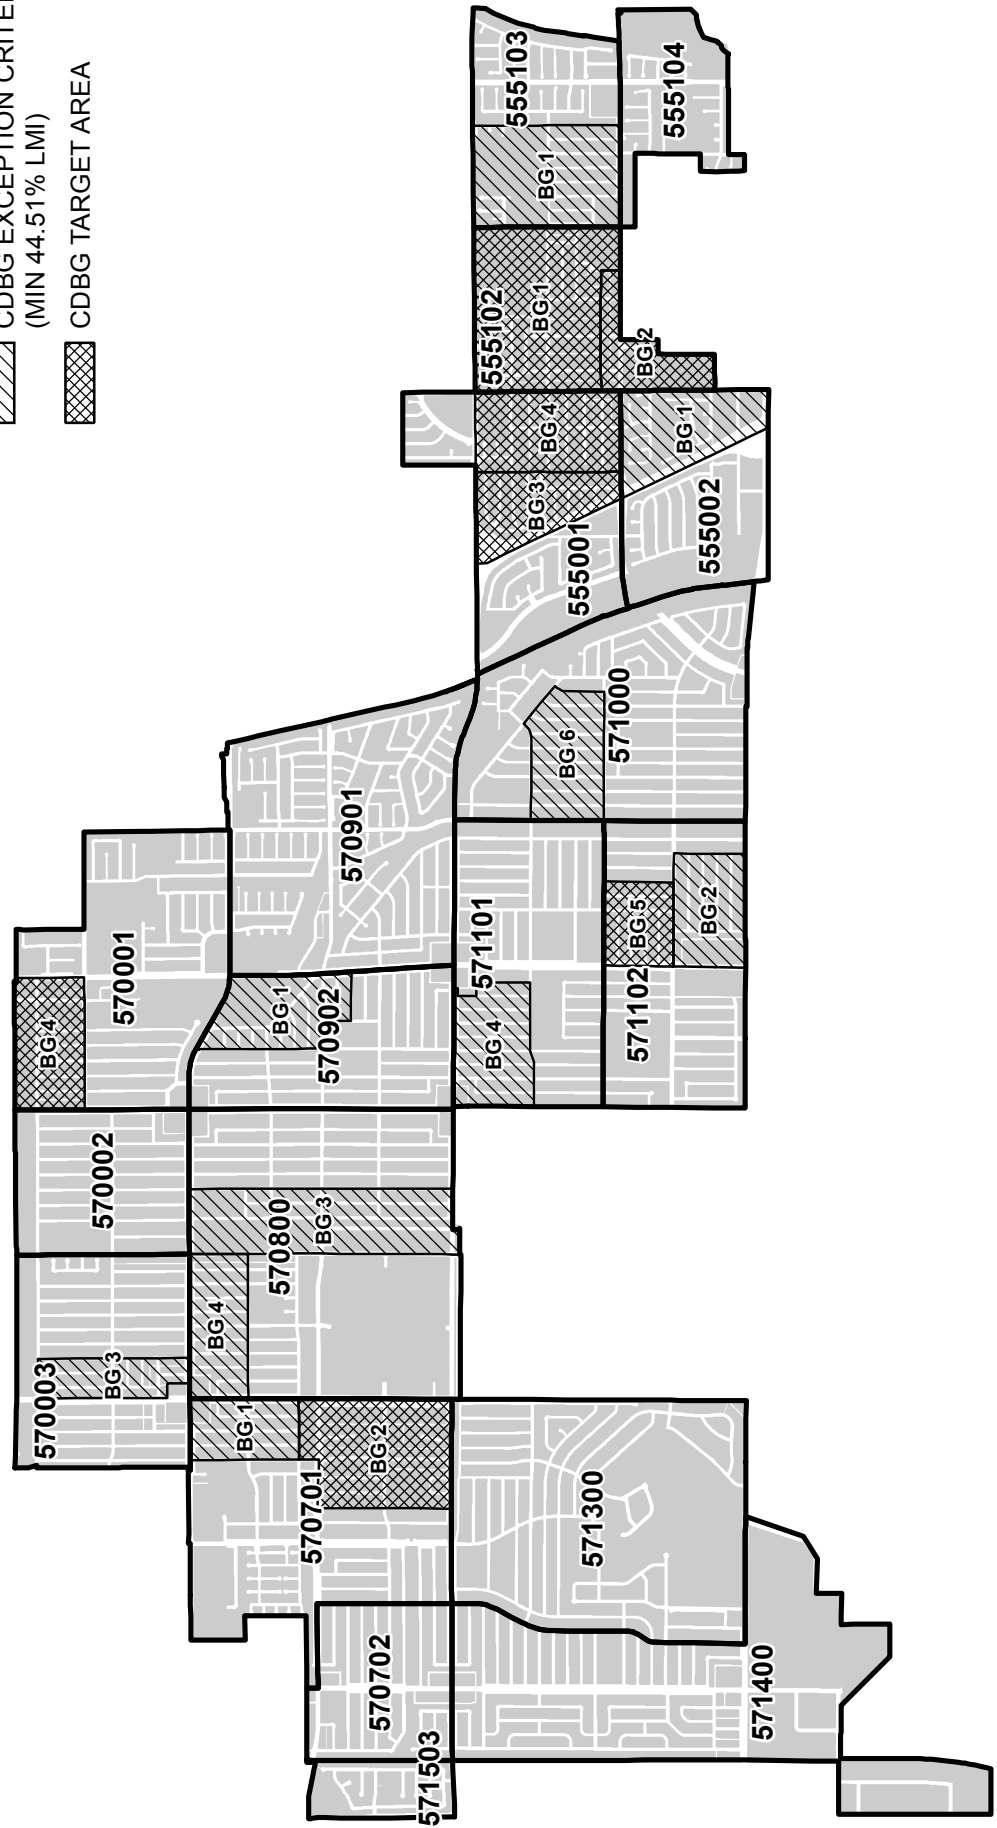 CDBG EXCEPTION
(MIN 44.51% LMI)
CDBG TARGET AREA
555103
555104
BG 1
555102
BG 1
BG 2
BG 4
BG 1
BG 3
555001
555002
571000
BG 6
570901
570001
BG 4
571101
BG 5
BG 2
571102
BG 1
570902
BG 4
570002
570800
BG 3
BG 4
570003
BG 3
BG 1
BG 2
570701
571300
570702
571400
571503